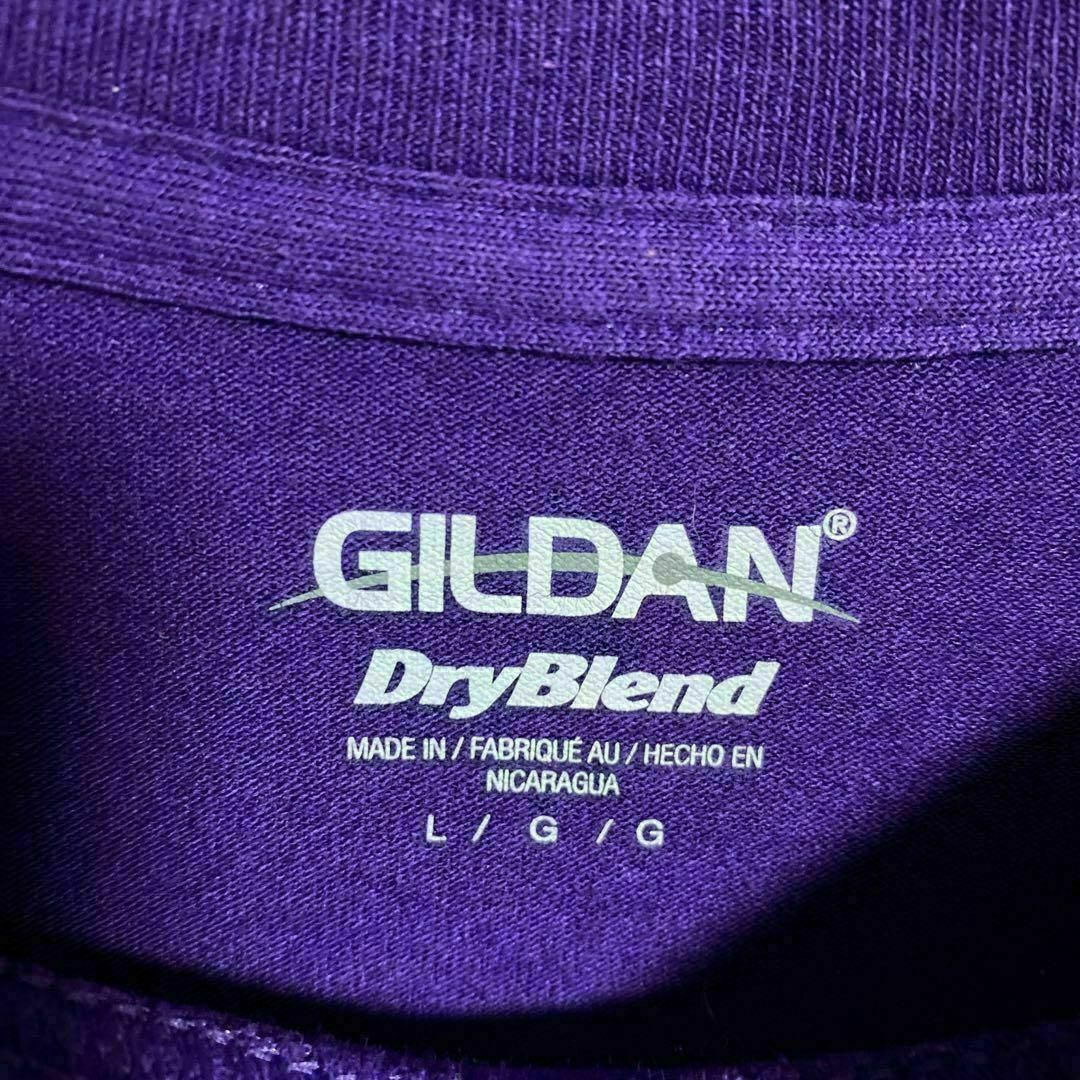 GILDAN®
DryBlend
MADE IN / FABRIQUÉ AU / HECHO EN
NICARAGUA
L / G / G